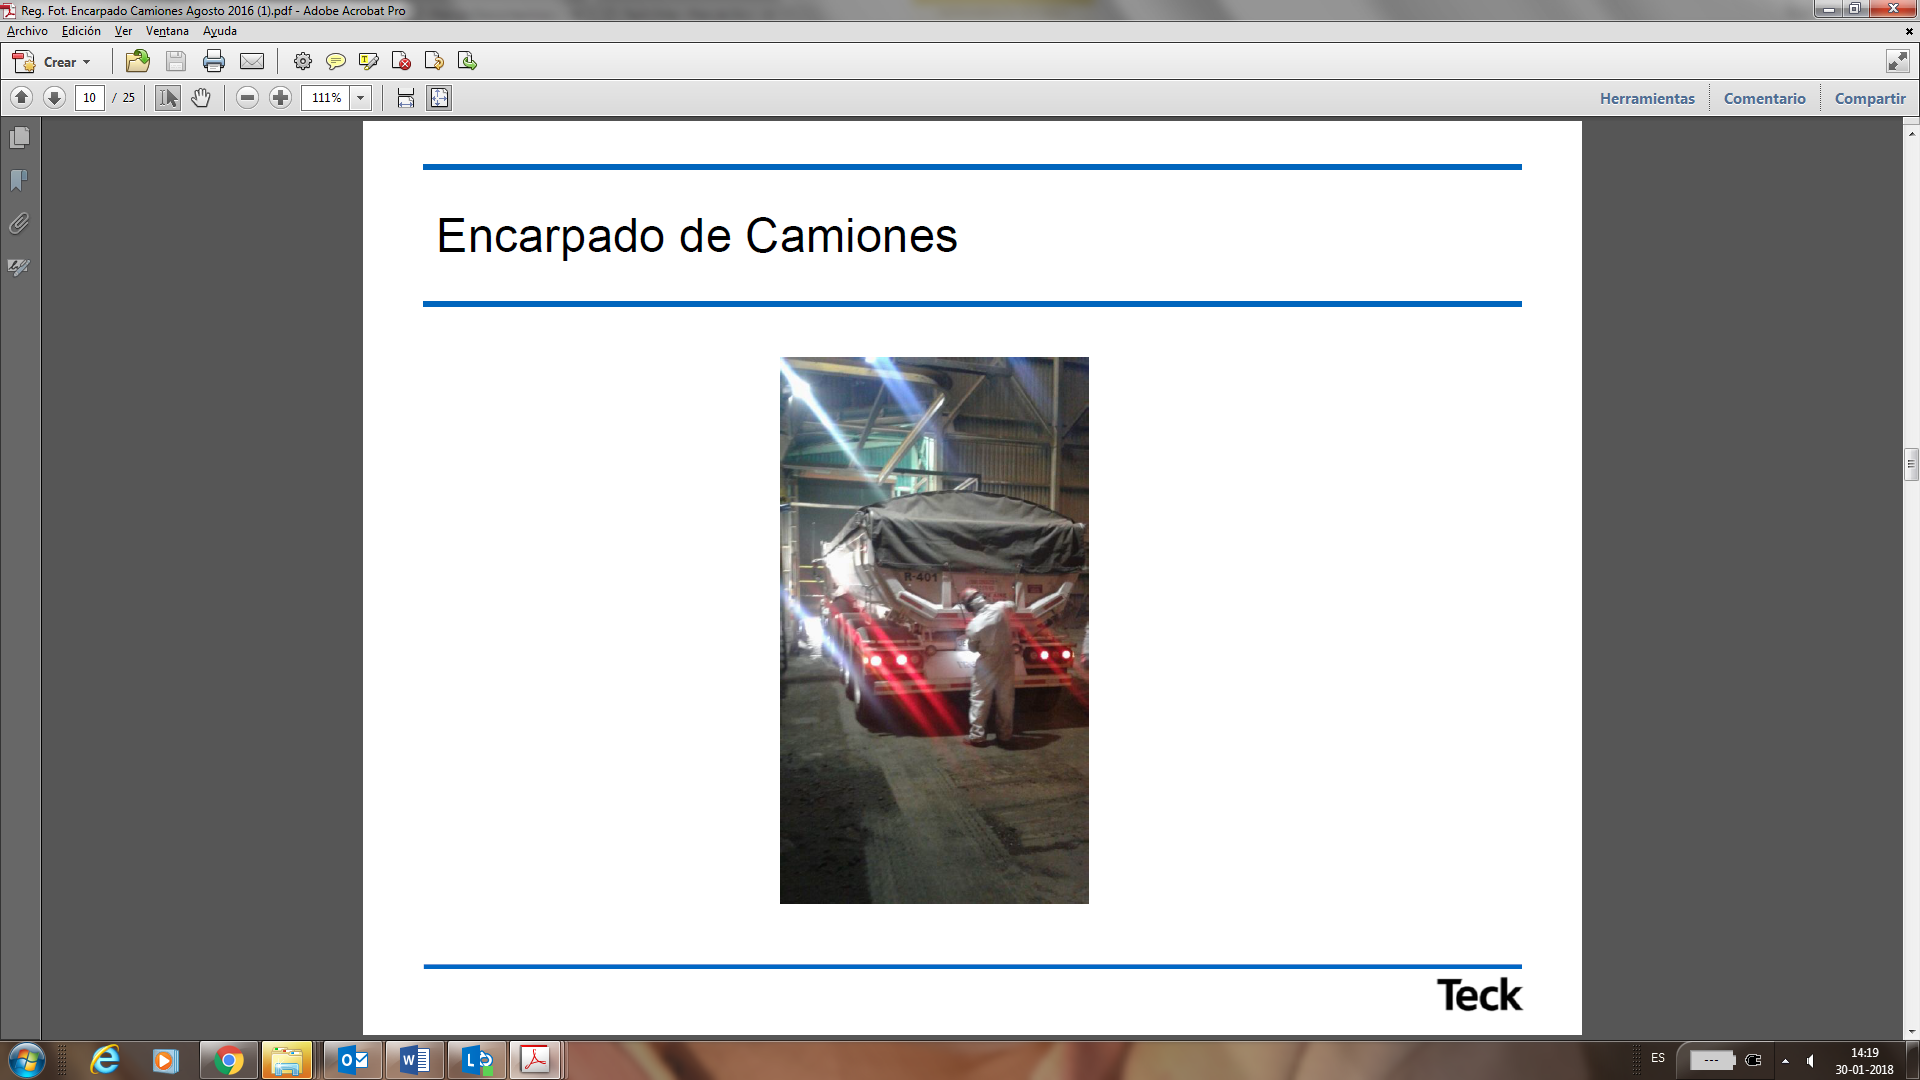 Reg. Fot. Encarpado Camiones Agosto 2016 (1).pdf - Adobe Acrobat Pro
Archivo Edición Ver Ventana Ayuda
Crear
10 / 25 111% Herramientas Comentario Compartir
Encarpado de Camiones
R-401
Teck
ES
14:19
30-01-2018